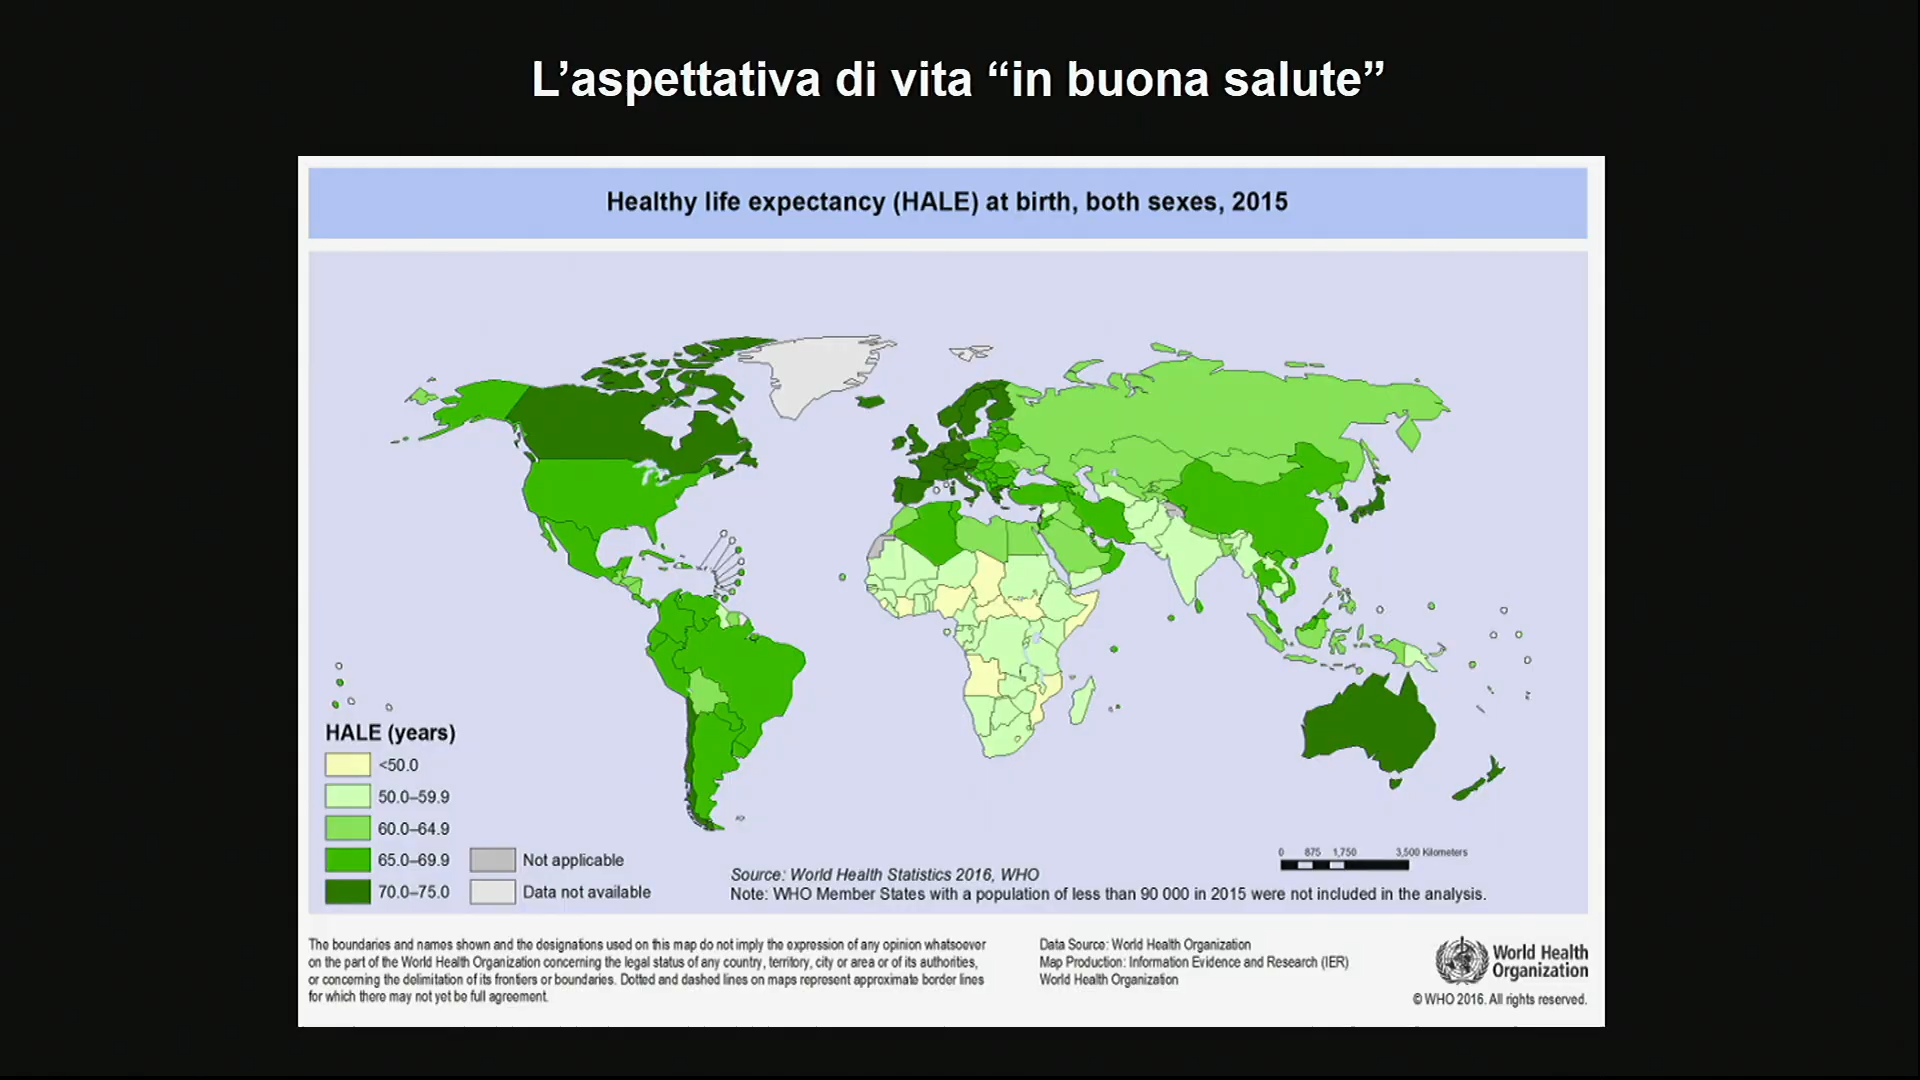 L’aspettativa di vita “in buona salute”
Healthy life expectancy (HALE) at birth, both sexes, 2015
HALE (years)
<50.0
50.0–59.9
60.0–64.9
65.0–69.9
70.0–75.0
Not applicable
Data not available
0 875 1,750 3,500 Kilometers
Source: World Health Statistics 2016, WHO
Note: WHO Member States with a population of less than 90 000 in 2015 were not included in the analysis.
The boundaries and names shown and the designations used on this map do not imply the expression of any opinion whatsoever
on the part of the World Health Organization concerning the legal status of any country, territory, city or area or of its authorities,
or concerning the delimitation of its frontiers or boundaries. Dotted and dashed lines on maps represent approximate border lines
for which there may not yet be full agreement.
Data Source: World Health Organization
Map Production: Information Evidence and Research (IER)
World Health Organization
World Health
Organization
© WHO 2016. All rights reserved.